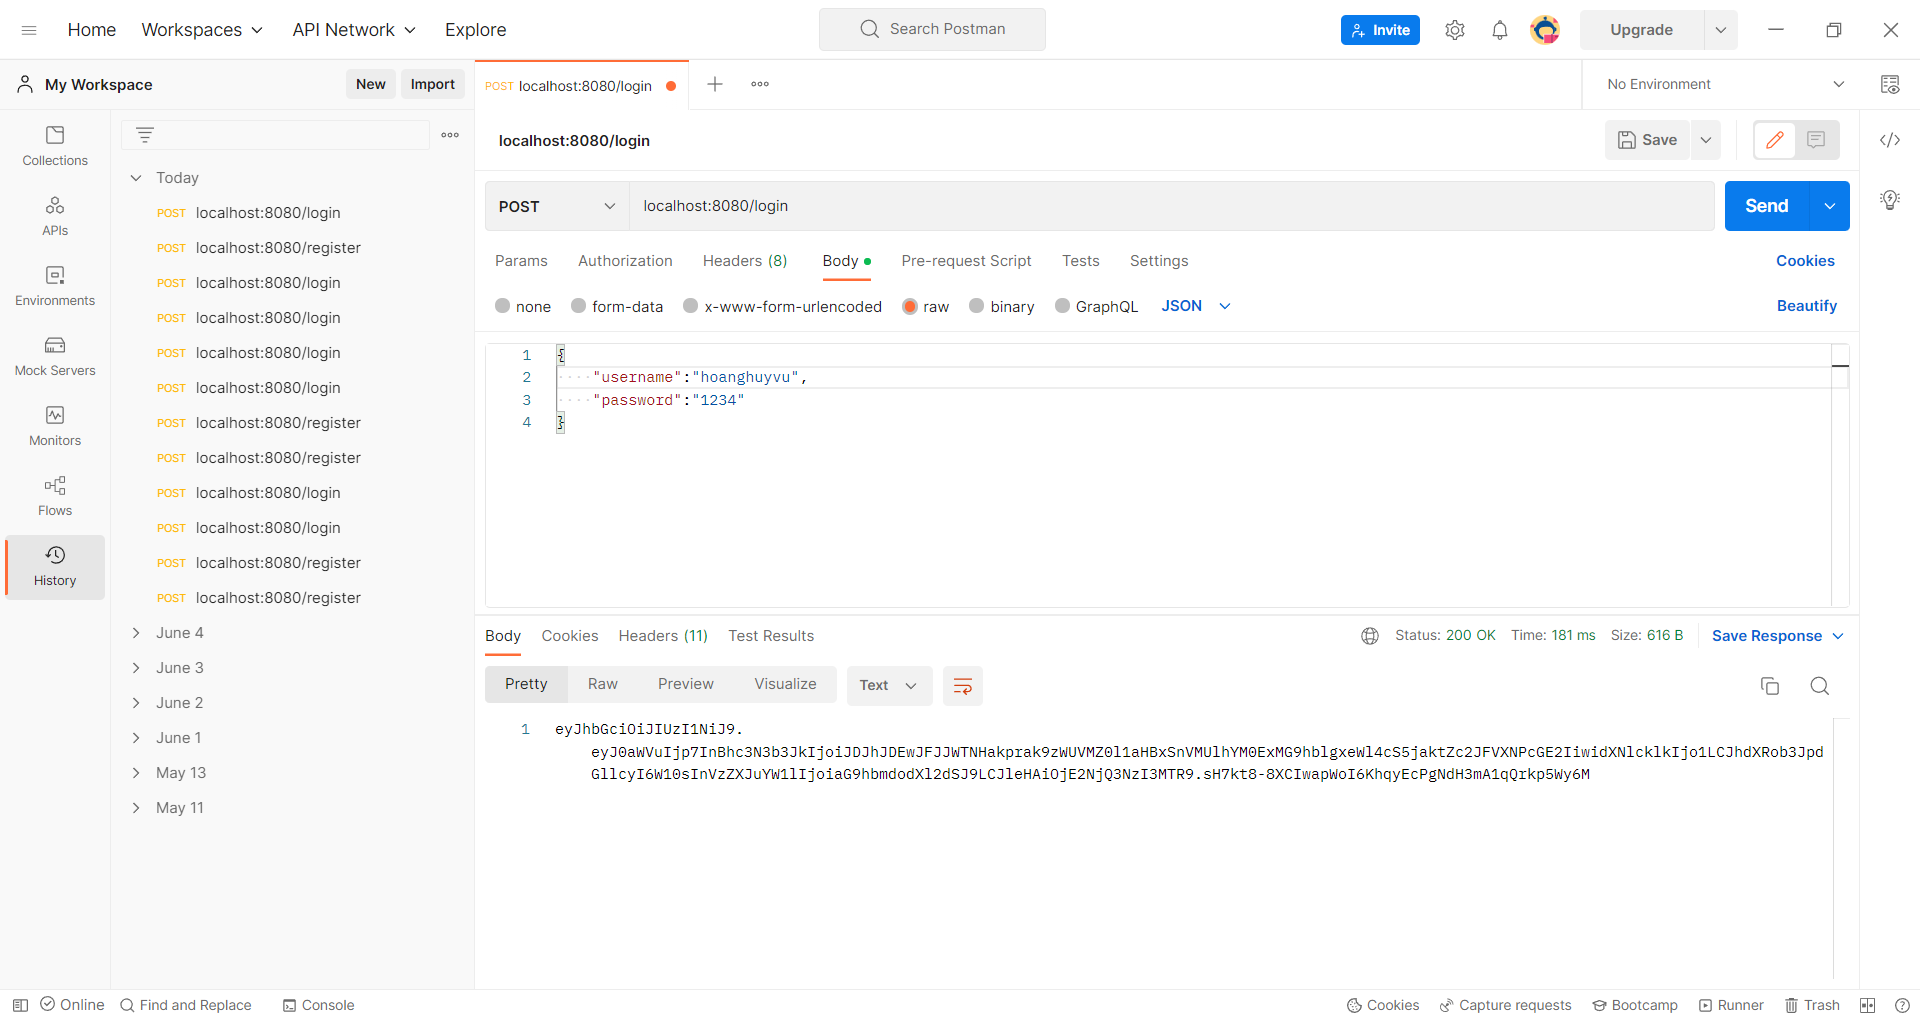 Home Workspaces API Network Explore Search Postman Invite Upgrade
My Workspace New Import POST localhost:8080/login No Environment
localhost:8080/login Save
Collections
APIs
Environments
Mock Servers
Monitors
Flows
History
Today
POST localhost:8080/login
POST localhost:8080/register
POST localhost:8080/login
POST localhost:8080/login
POST localhost:8080/login
POST localhost:8080/login
POST localhost:8080/register
POST localhost:8080/register
POST localhost:8080/login
POST localhost:8080/login
POST localhost:8080/register
POST localhost:8080/register
June 4
June 3
June 2
June 1
May 13
May 11
POST localhost:8080/login Send
Params Authorization Headers (8) Body Pre-request Script Tests Settings Cookies
none form-data x-www-form-urlencoded raw binary GraphQL JSON Beautify
1 {
2 "username":"hoanghuyvu",
3 "password":"1234"
4 }
Body Cookies Headers (11) Test Results Status: 200 OK Time: 181 ms Size: 616 B Save Response
Pretty Raw Preview Visualize Text
1 eyJhbGciOiJIUzI1NiJ9.
eyJ0aWVuIjp7InBhc3N3b3JkIjoiJDJhJDEwJFJJWTNHakprak9zWUVMZ0l1aHBxSnVMUlhYM0ExMG9hblgxeWl4cS5jaktZc2JFVXNPcGE2IiwidXNlcklkIjo1LCJhdXRob3Jpd
GllcyI6W10sInVzZXJuYW1lIjoiaG9hbmdodXl2dSJ9LCJleHAiOjE2NjQ3NzI3MTR9.sH7kt8-8XCIwapWoI6KhqyEcPgNdH3mA1qQrkp5Wy6M
Online Find and Replace Console Cookies Capture requests Bootcamp Runner Trash